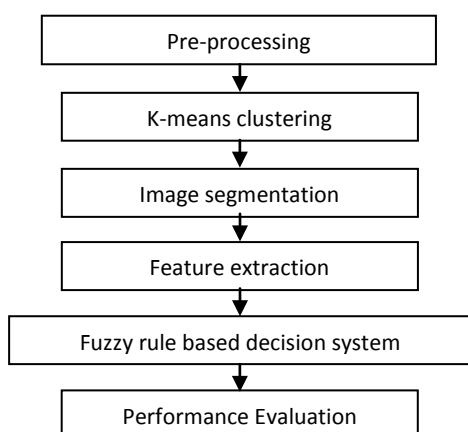 Pre-processing
K-means clustering
Image segmentation
Feature extraction
Fuzzy rule based decision system
Performance Evaluation